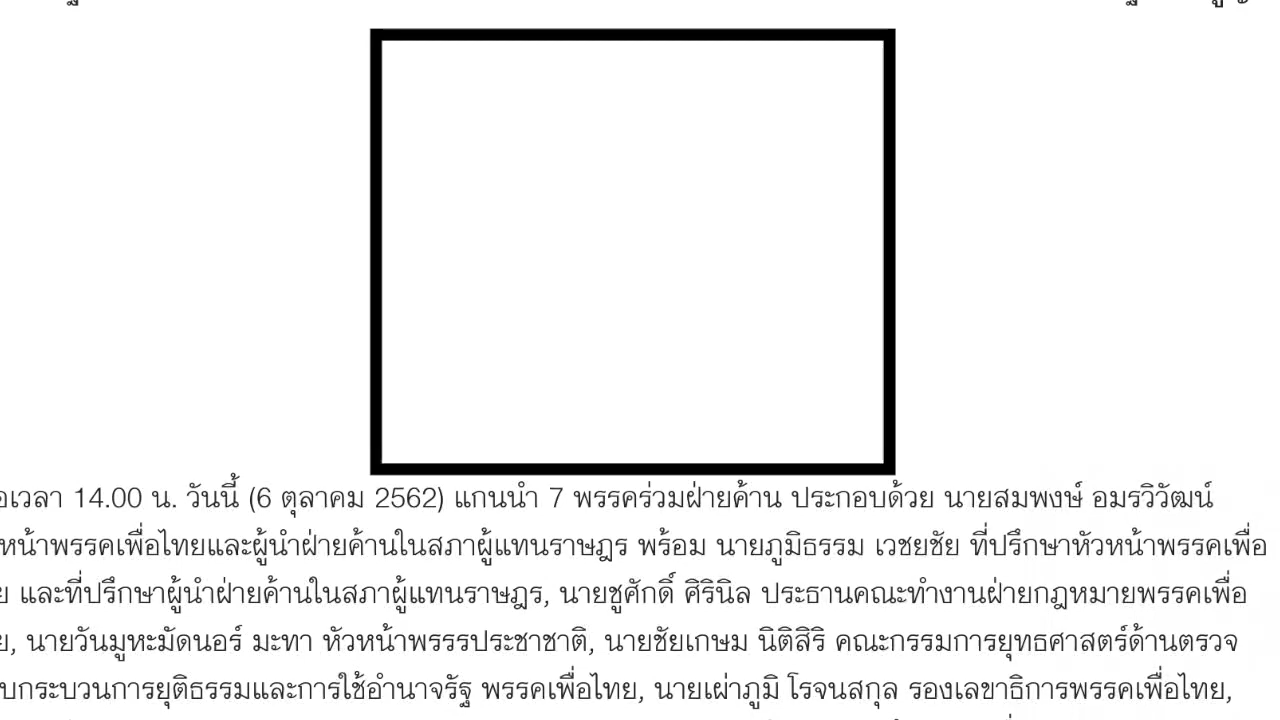 เวลา 14.00 น. วันนี้ (6 ตุลาคม 2562) แกนนำ 7 พรรคร่วมฝ่ายค้าน ประกอบด้วย นายสมพงษ์ อมรวิวัฒน์
หน้าพรรคเพื่อไทยและผู้นำฝ่ายค้านในสภาผู้แทนราษฎร พร้อม นายภูมิธรรม เวชยชัย ที่ปรึกษาหัวหน้าพรรคเพื่อ
ย และที่ปรึกษาผู้นำฝ่ายค้านในสภาผู้แทนราษฎร, นายชูศักดิ์ ศิรินิล ประธานคณะทำงานฝ่ายกฎหมายพรรคเพื่อ
ย, นายวันมูหะมัดนอร์ มะทา หัวหน้าพรรรประชาชาติ, นายชัยเกษม นิติสิริ คณะกรรมการยุทธศาสตร์ด้านตรวจ
บกระบวนการยุติธรรมและการใช้อำนาจรัฐ พรรคเพื่อไทย, นายเผ่าภูมิ โรจนสกุล รองเลขาธิการพรรคเพื่อไทย,